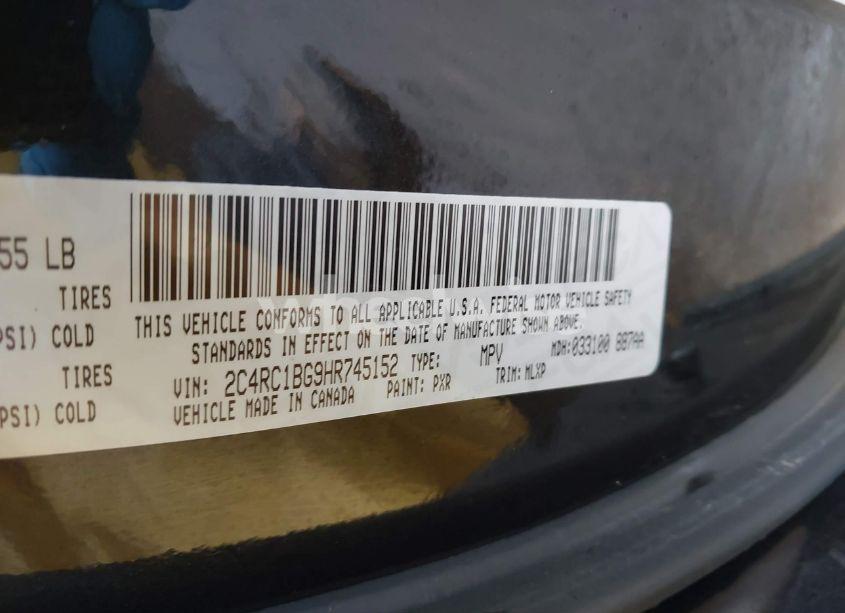 55 LB
TIRES
PSI) COLD
TIRES
PSI) COLD
THIS VEHICLE CONFORMS TO ALL APPLICABLE U.S.A. FEDERAL MOTOR VEHICLE SAFETY
STANDARDS IN EFFECT ON THE DATE OF MANUFACTURE SHOWN ABOVE.
VIN: 2C4RC1BG9HR745152 TYPE: MPV MDH:033100 887AA
VEHICLE MADE IN CANADA PAINT: PXR TRIM: MLXP